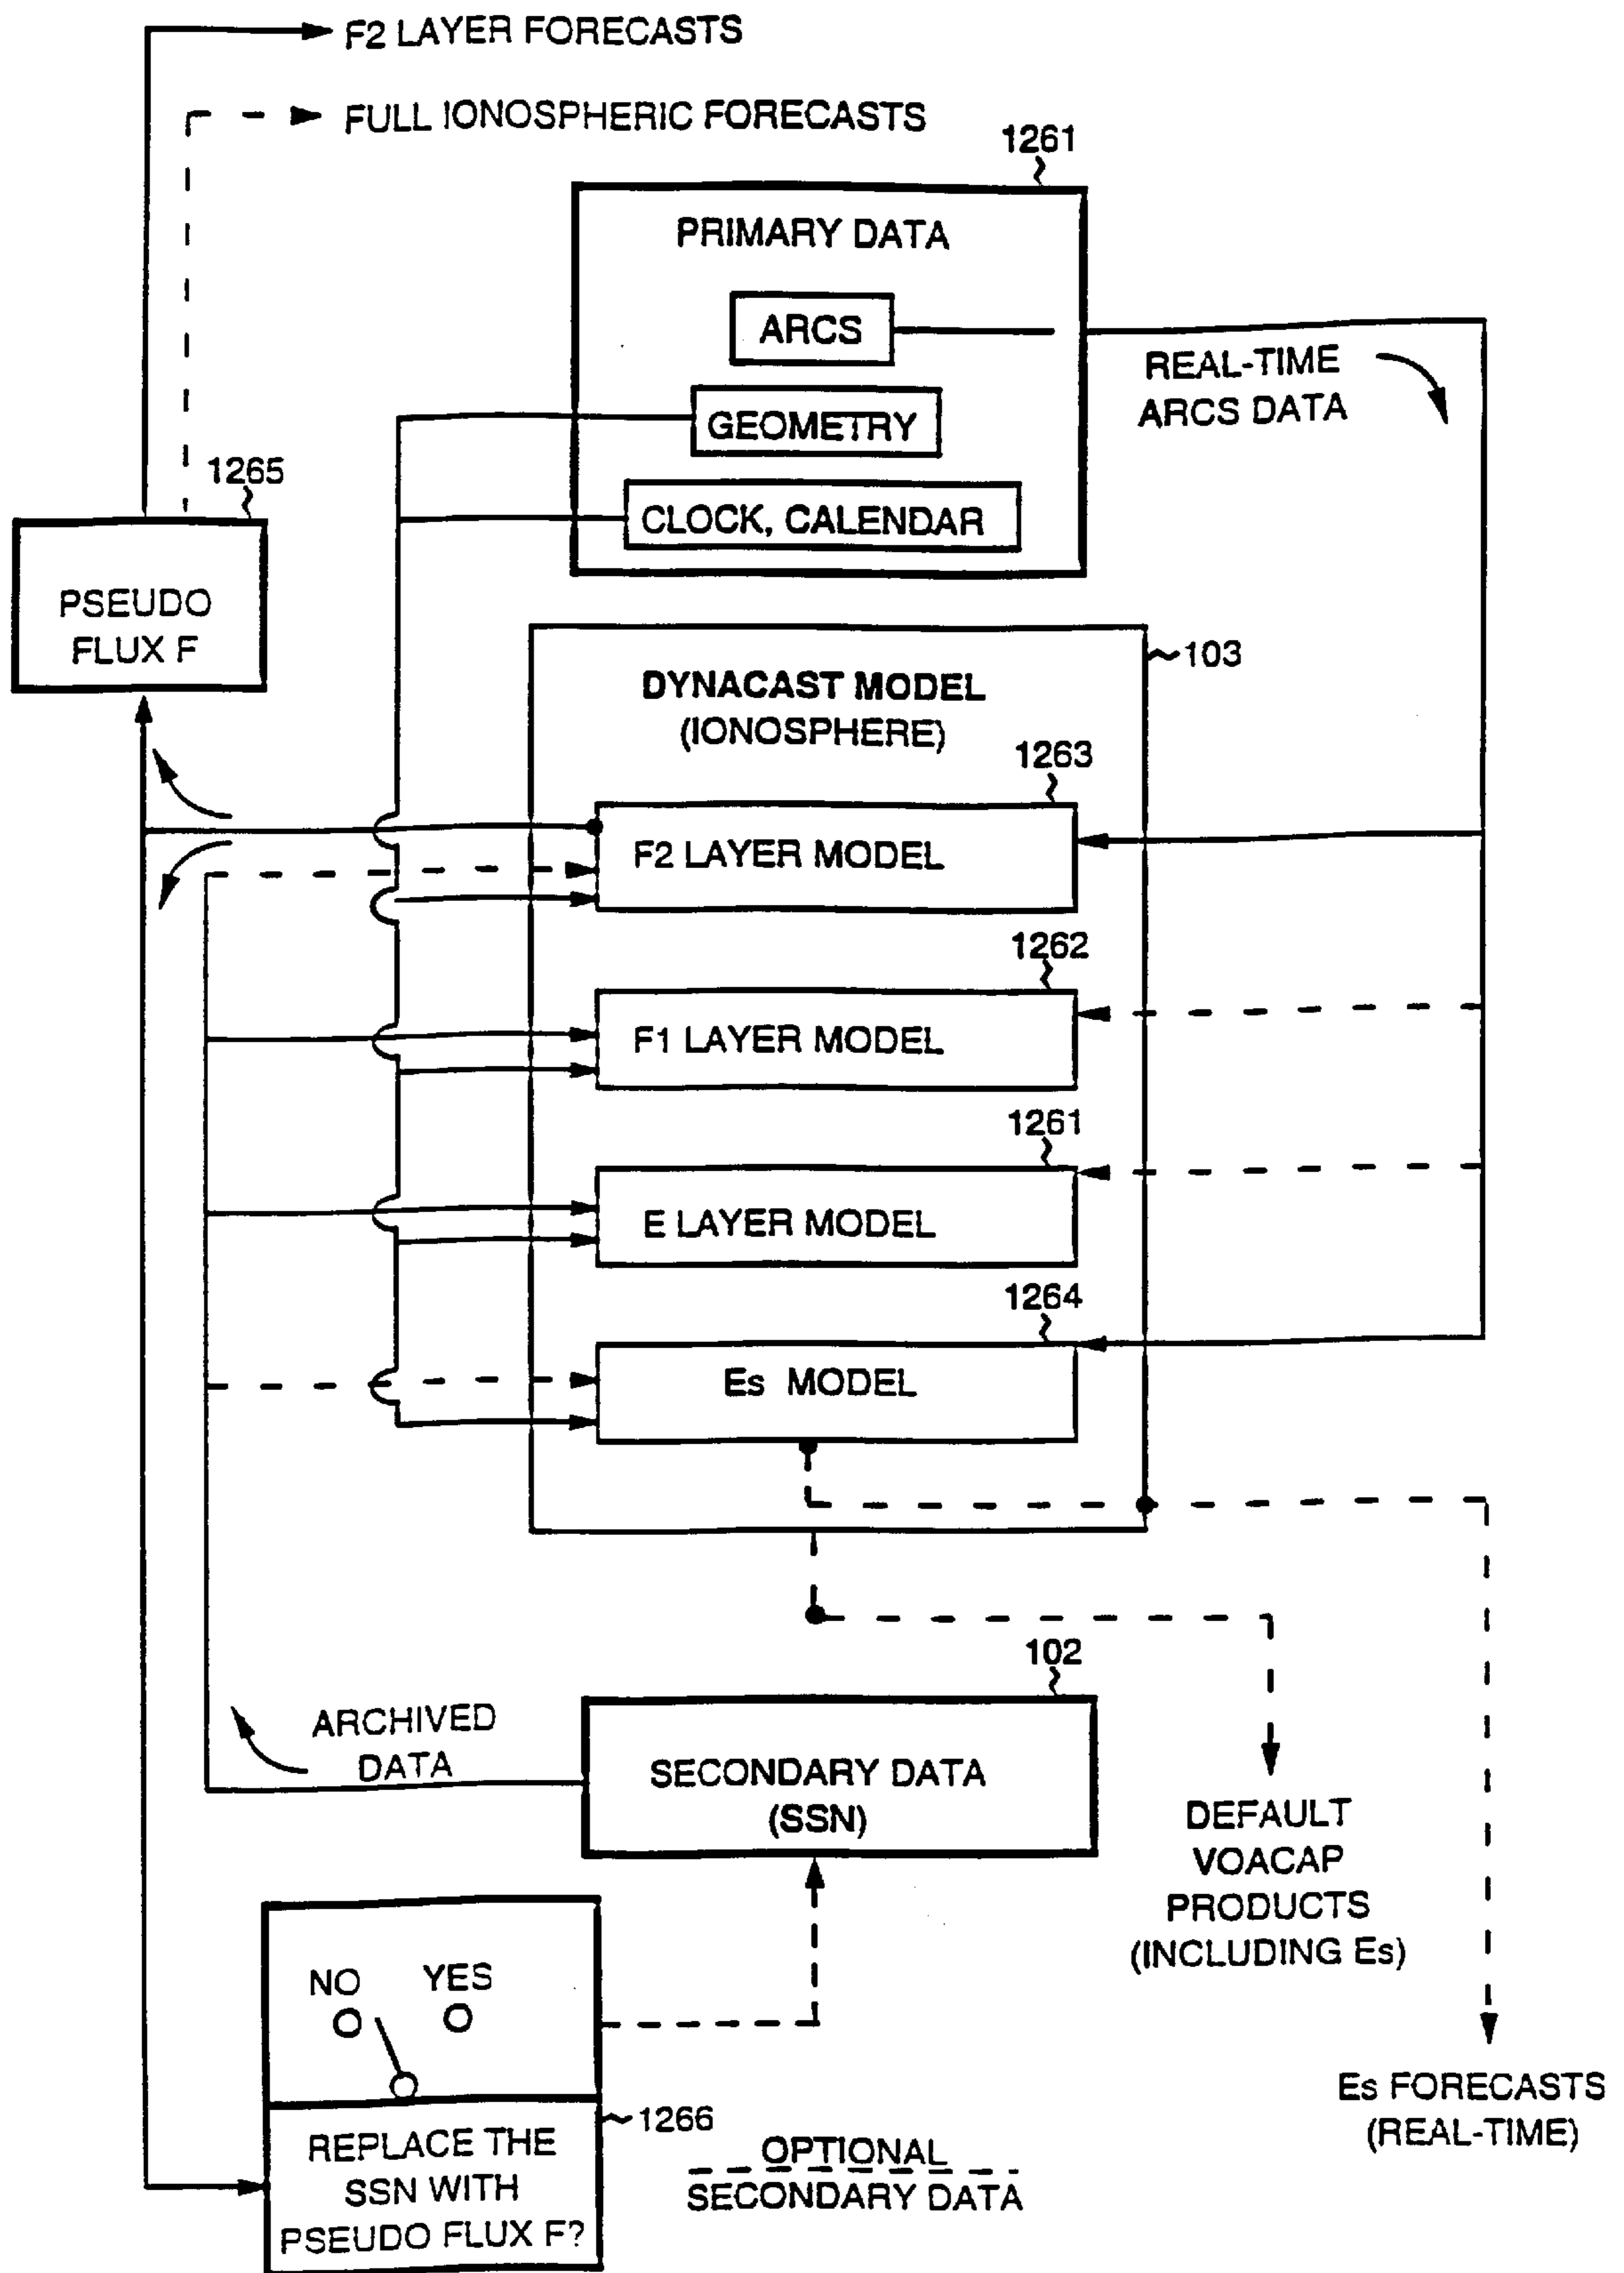 F2 LAYER FORECASTS
FULL IONOSPHERIC FORECASTS
1261
PRIMARY DATA
ARCS
REAL-TIME
ARCS DATA
GEOMETRY
CLOCK, CALENDAR
1265
PSEUDO
FLUX F
103
DYNACAST MODEL
(IONOSPHERE)
1263
F2 LAYER MODEL
1262
F1 LAYER MODEL
1261
E LAYER MODEL
1264
Es MODEL
102
ARCHIVED
DATA
SECONDARY DATA
(SSN)
DEFAULT
VOACAP
PRODUCTS
(INCLUDING Es)
NO YES
Es FORECASTS
(REAL-TIME)
1266
REPLACE THE
SSN WITH
PSEUDO FLUX F?
OPTIONAL
SECONDARY DATA